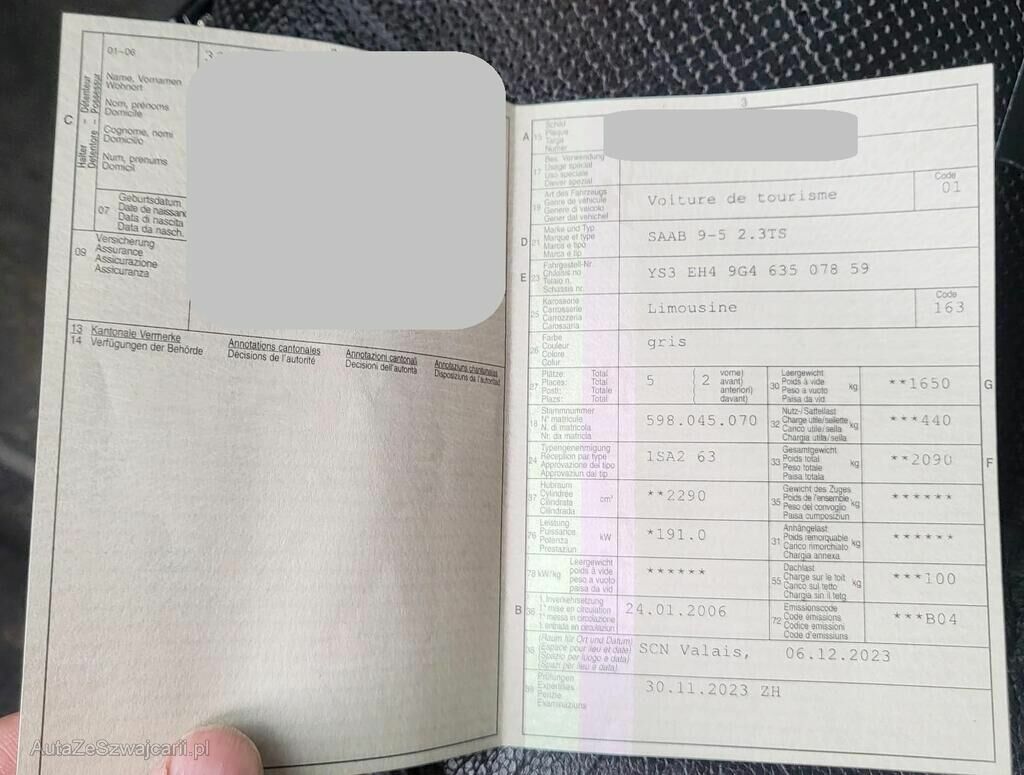 01-06
Halter - Détenteur
Detentore - Possessur
C
Name, Vornamen
Wohnort
Nom, prénoms
Domicile
Cognome, nomi
Domicilio
Num, prenums
Domicil
07
Geburtsdatum
Date de naissanc
Data di nascita
Data da nasch.
09
Versicherung
Assurance
Assicurazione
Assicuranza
13
14
Kantonale Vermerke
Verfügungen der Behörde
Annotations cantonales
Décisions de l'autorité
Annotazioni cantonali
Decisioni dell'autorità
Annotaziuns chantunalas
Disposiziuns da l'autoritad
3
A 15
Schild
Plaque
Targa
Numer
17
Bes. Verwendung
Usage spécial
Uso speciale
Diever spezial
19
Art des Fahrzeugs
Genre de véhicule
Genere di veicolo
Gener dal vehichel
Voiture de tourisme
Code
01
D 21
Marke und Typ
Marque et type
Marca e tipo
Marca e tip
SAAB 9-5 2.3TS
E 23
Fahrgestell-Nr.
Châssis no
Telaio n.
Schassis nr.
YS3 EH4 9G4 635 078 59
25
Karosserie
Carrosserie
Carrozzeria
Carossaria
Limousine
Code
163
26
Farbe
Couleur
Colore
Colur
gris
27
Plätze: Total
Places: Total
Posti: Totale
Plazs: Total
5 ( 2 vorne)
( avant)
( anteriori)
( davant)
30
Leergewicht
Poids à vide
Peso a vuoto
Paisa da vid
kg
**1650
G
18
Stammnummer
N° matricule
N. di matricola
Nr. da matricla
598.045.070
32
Nutz-/Sattellast
Charge utile/sellette
Carico utile/sella
Chargia utila/sella
kg
***440
24
Typengenehmigung
Réception par type
Approvazione del tipo
Approvaziun dal tip
1SA2 63
33
Gesamtgewicht
Poids total
Peso totale
Paisa totala
kg
**2090
F
37
Hubraum
Cylindrée
Cilindrata
Cilindrada
cm³
**2290
35
Gewicht des Zuges
Poids de l'ensemble
Peso del convoglio
Paisa cumposiziun
kg
******
76
Leistung
Puissance
Potenza
Prestaziun
kW
*191.0
31
Anhängelast
Poids remorquable
Carico rimorchiato
Chargia annexa
kg
******
78 kW/kg
Leergewicht
poids à vide
peso a vuoto
paisa da vid
******
55
Dachlast
Charge sur le toit
Carico sul tetto
Chargia sin il tetg
kg
***100
B 36
1. Inverkehrsetzung
1re mise en circulation
1a messa in circolazione
1. entrada en circulaziun
24.01.2006
72
Emissionscode
Code émissions
Codice emissioni
Code d'emissiuns
***B04
38
(Raum für Ort und Datum)
(Espace pour lieu et date)
(Spazio per luogo e data)
(Spazi per lieu e data)
SCN Valais, 06.12.2023
39
Prüfungen
Expertises
Perizie
Examinaziuns
30.11.2023 ZH
AutaZeSzwajcarii.pl